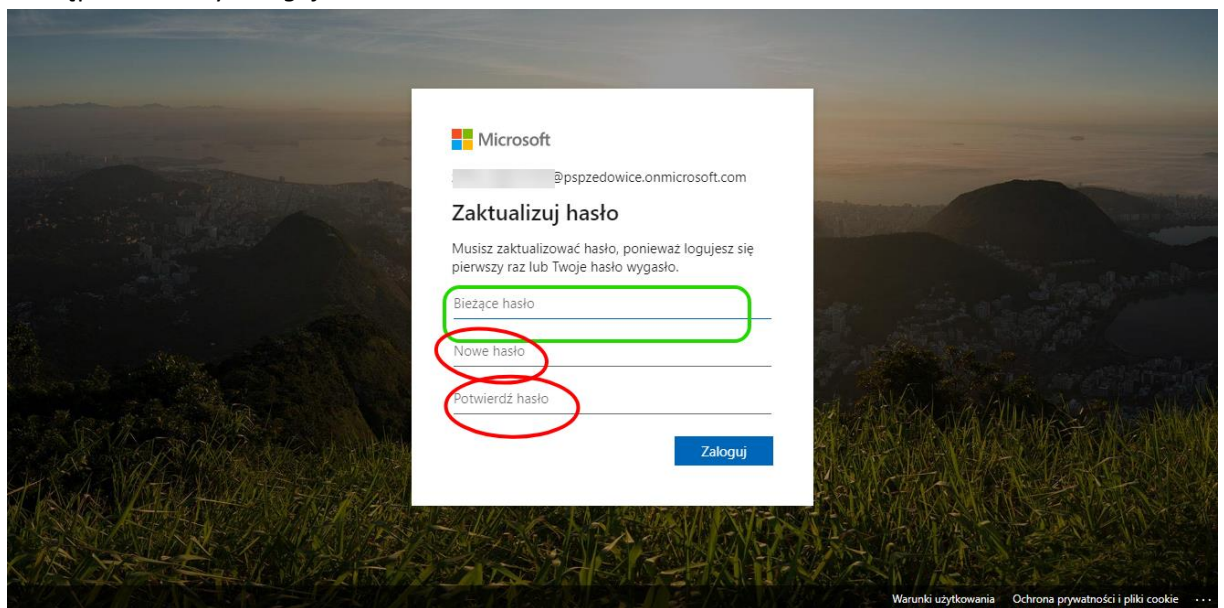 Microsoft
@pspzedowice.onmicrosoft.com
Zaktualizuj hasło
Musisz zaktualizować hasło, ponieważ logujesz się
pierwszy raz lub Twoje hasło wygasło.
Bieżące hasło
Nowe hasło
Potwierdź hasło
Zaloguj
Warunki użytkowania Ochrona prywatności i pliki cookie ...